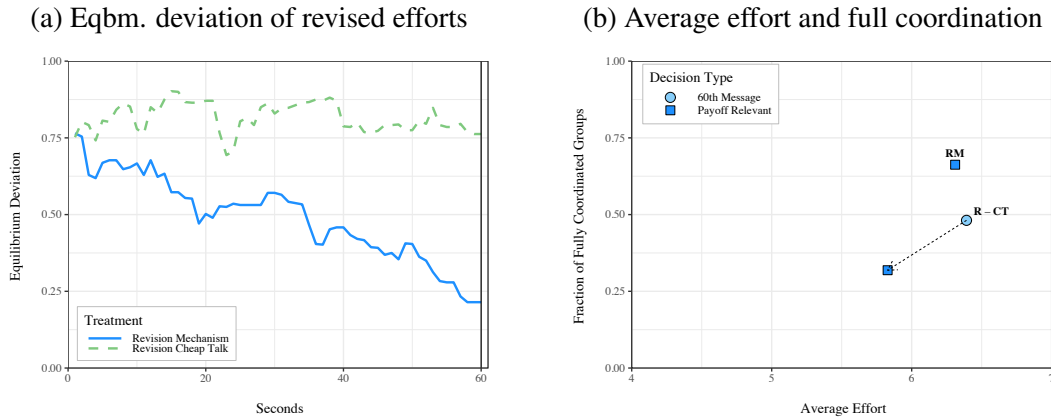 (a) Eqbm. deviation of revised efforts
1.00
0.75
0.50
0.25
0.00
Equilibrium Deviation
Treatment
Revision Mechanism
Revision Cheap Talk
0
20
40
60
Seconds
(b) Average effort and full coordination
1.00
0.75
0.50
0.25
0.00
Fraction of Fully Coordinated Groups
Decision Type
60th Message
Payoff Relevant
RM
R – CT
4
5
6
7
Average Effort